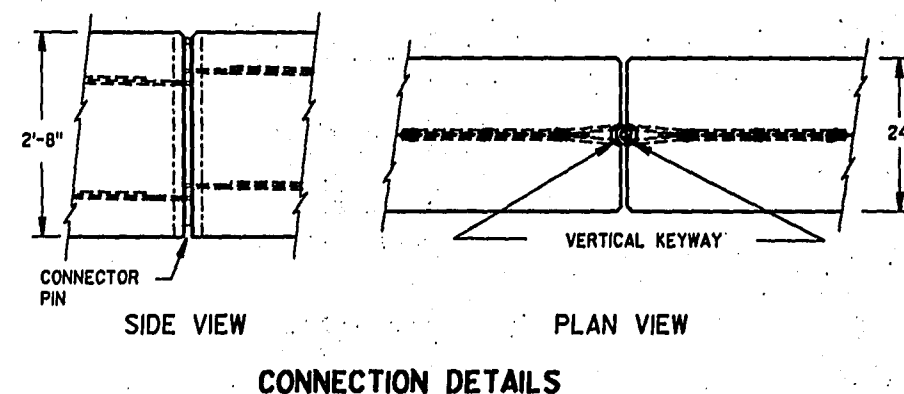 2'-8"
24
VERTICAL KEYWAY
CONNECTOR
PIN
SIDE VIEW
PLAN VIEW
CONNECTION DETAILS